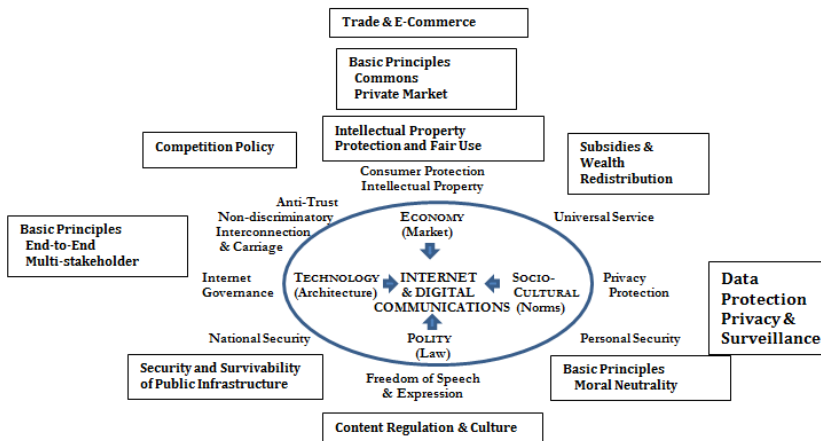 Trade & E-Commerce
Basic Principles
Commons
Private Market
Intellectual Property
Protection and Fair Use
Competition Policy
Subsidies &
Wealth
Redistribution
Consumer Protection
Intellectual Property
Anti-Trust
Non-discriminatory
Interconnection
& Carriage
ECONOMY
(Market)
Universal Service
Basic Principles
End-to-End
Multi-stakeholder
Internet
Governance
TECHNOLOGY
(Architecture)
INTERNET
& DIGITAL
COMMUNICATIONS
SOCIO-
CULTURAL
(Norms)
Privacy
Protection
Data
Protection
Privacy &
Surveillance
National Security
POLITY
(Law)
Personal Security
Security and Survivability
of Public Infrastructure
Freedom of Speech
& Expression
Basic Principles
Moral Neutrality
Content Regulation & Culture